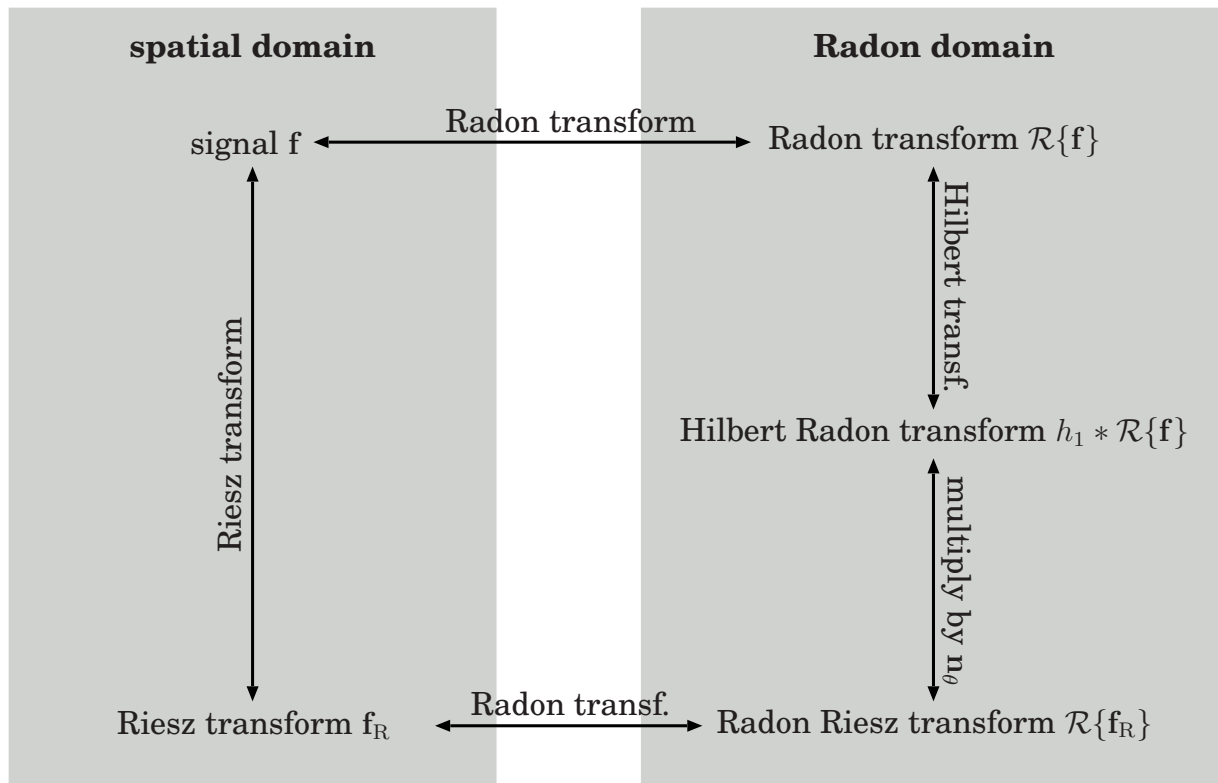 spatial domain
Radon domain
signal f
Radon transform
Radon transform ℛ{f}
Riesz transform
Hilbert transf.
Hilbert Radon transform h₁ ∗ ℛ{f}
multiply by n_θ
Riesz transform f_R
Radon transf.
Radon Riesz transform ℛ{f_R}